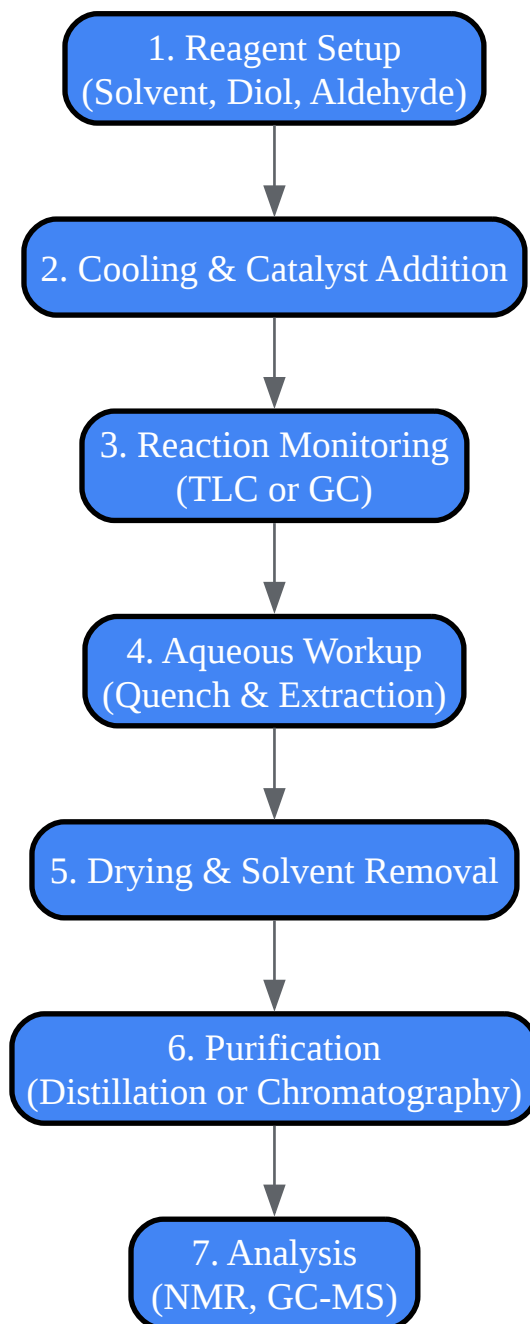 1. Reagent Setup
(Solvent, Diol, Aldehyde)
2. Cooling & Catalyst Addition
3. Reaction Monitoring
(TLC or GC)
4. Aqueous Workup
(Quench & Extraction)
5. Drying & Solvent Removal
6. Purification
(Distillation or Chromatography)
7. Analysis
(NMR, GC-MS)